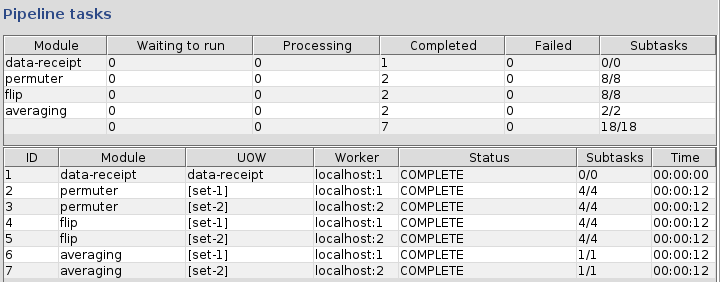 Pipeline tasks
Module Waiting to run Processing Completed Failed Subtasks
data-receipt 0 0 1 0 0/0
permuter 0 0 2 0 8/8
flip 0 0 2 0 8/8
averaging 0 0 2 0 2/2
0 0 7 0 18/18
ID Module UOW Worker Status Subtasks Time
1 data-receipt data-receipt localhost:1 COMPLETE 0/0 00:00:00
2 permuter [set-1] localhost:1 COMPLETE 4/4 00:00:12
3 permuter [set-2] localhost:2 COMPLETE 4/4 00:00:12
4 flip [set-1] localhost:1 COMPLETE 4/4 00:00:12
5 flip [set-2] localhost:2 COMPLETE 4/4 00:00:12
6 averaging [set-1] localhost:1 COMPLETE 1/1 00:00:12
7 averaging [set-2] localhost:2 COMPLETE 1/1 00:00:12